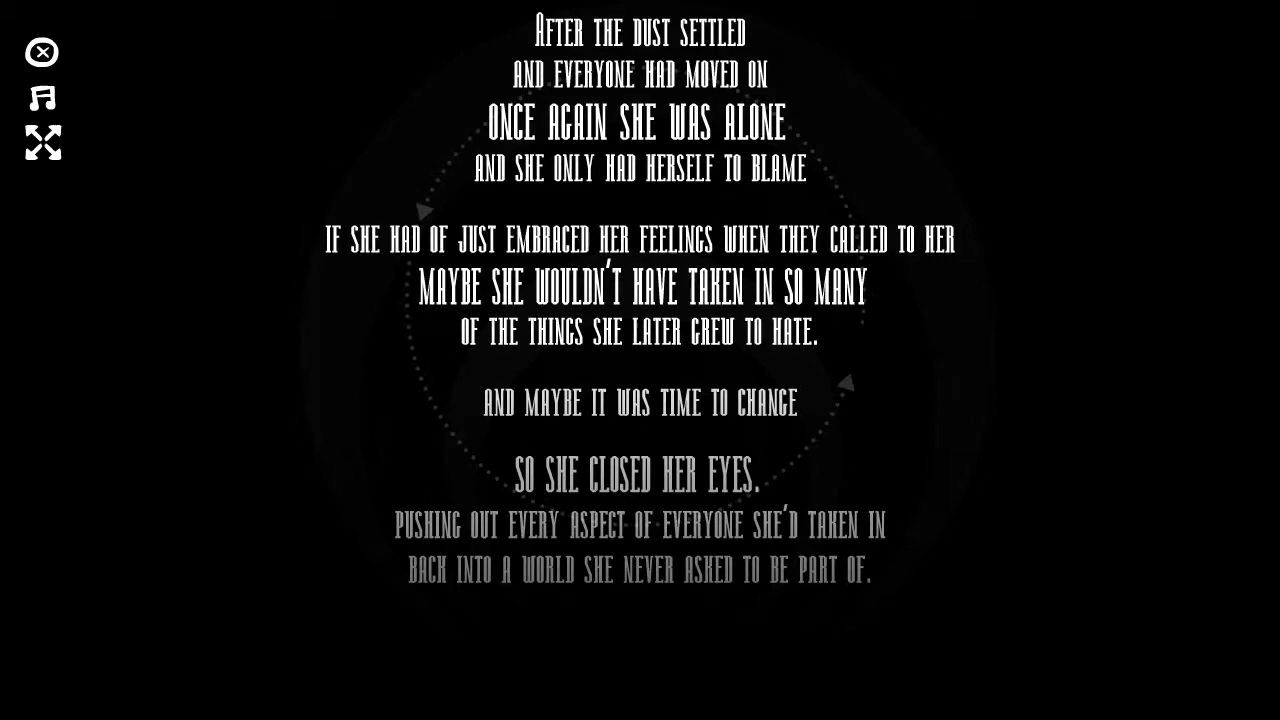 After the dust settled
and everyone had moved on
once again she was alone
and she only had herself to blame
if she had of just embraced her feelings when they called to her
maybe she wouldn't have taken in so many
of the things she later grew to hate.
and maybe it was time to change
so she closed her eyes.
pushing out every aspect of everyone she'd taken in
back into a world she never asked to be part of.